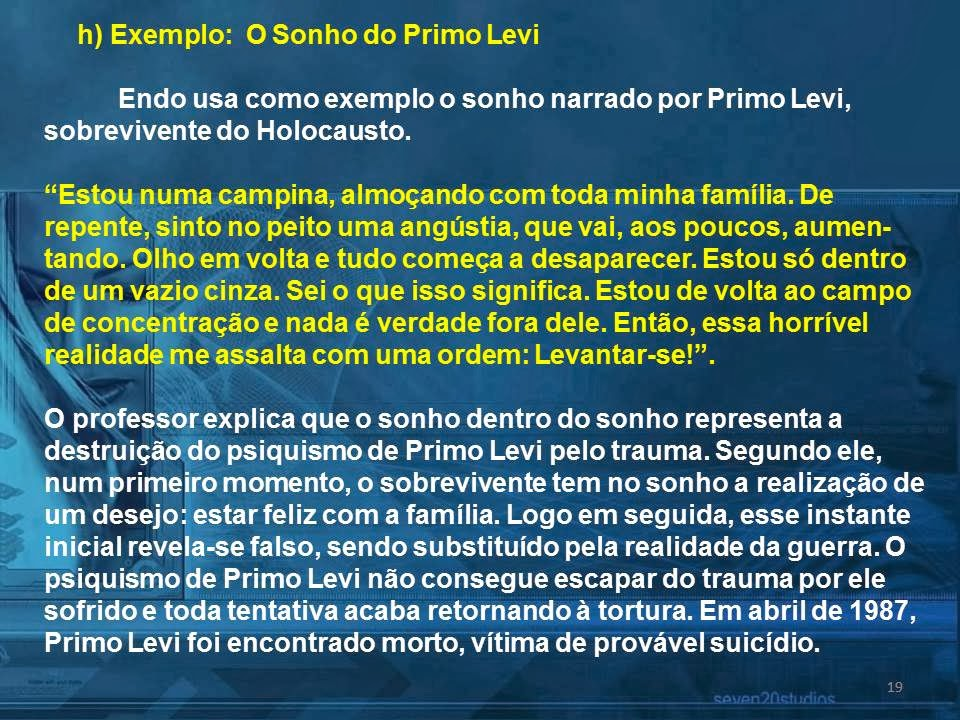 h) Exemplo: O Sonho do Primo Levi
Endo usa como exemplo o sonho narrado por Primo Levi,
sobrevivente do Holocausto.
“Estou numa campina, almoçando com toda minha família. De
repente, sinto no peito uma angústia, que vai, aos poucos, aumen-
tando. Olho em volta e tudo começa a desaparecer. Estou só dentro
de um vazio cinza. Sei o que isso significa. Estou de volta ao campo
de concentração e nada é verdade fora dele. Então, essa horrível
realidade me assalta com uma ordem: Levantar-se!”.
O professor explica que o sonho dentro do sonho representa a
destruição do psiquismo de Primo Levi pelo trauma. Segundo ele,
num primeiro momento, o sobrevivente tem no sonho a realização de
um desejo: estar feliz com a família. Logo em seguida, esse instante
inicial revela-se falso, sendo substituído pela realidade da guerra. O
psiquismo de Primo Levi não consegue escapar do trauma por ele
sofrido e toda tentativa acaba retornando à tortura. Em abril de 1987,
Primo Levi foi encontrado morto, vítima de provável suicídio.
19
seven20studios